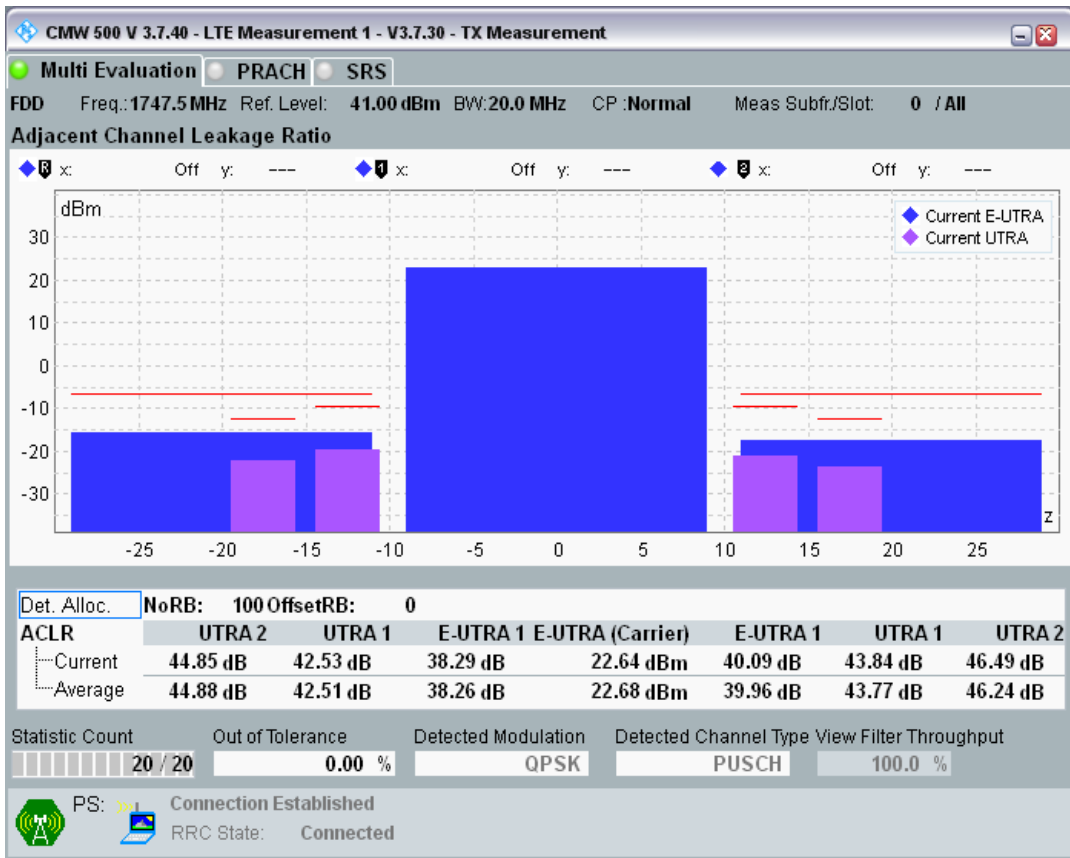 CMW 500 V 3.7.40 - LTE Measurement 1 - V3.7.30 - TX Measurement
Multi Evaluation PRACH SRS
FDD Freq.: 1747.5 MHz Ref. Level: 41.00 dBm BW: 20.0 MHz CP : Normal Meas Subfr./Slot: 0 / All
Adjacent Channel Leakage Ratio
R x: Off y: --- 1 x: Off y: --- 2 x: Off y: ---
dBm
Current E-UTRA
Current UTRA
30
20
10
0
-10
-20
-30
z
-25 -20 -15 -10 -5 0 5 10 15 20 25
Det. Alloc. NoRB: 100 OffsetRB: 0
ACLR UTRA 2 UTRA 1 E-UTRA 1 E-UTRA (Carrier) E-UTRA 1 UTRA 1 UTRA 2
Current 44.85 dB 42.53 dB 38.29 dB 22.64 dBm 40.09 dB 43.84 dB 46.49 dB
Average 44.88 dB 42.51 dB 38.26 dB 22.68 dBm 39.96 dB 43.77 dB 46.24 dB
Statistic Count Out of Tolerance Detected Modulation Detected Channel Type View Filter Throughput
20 / 20 0.00 % QPSK PUSCH 100.0 %
PS: Connection Established
RRC State: Connected